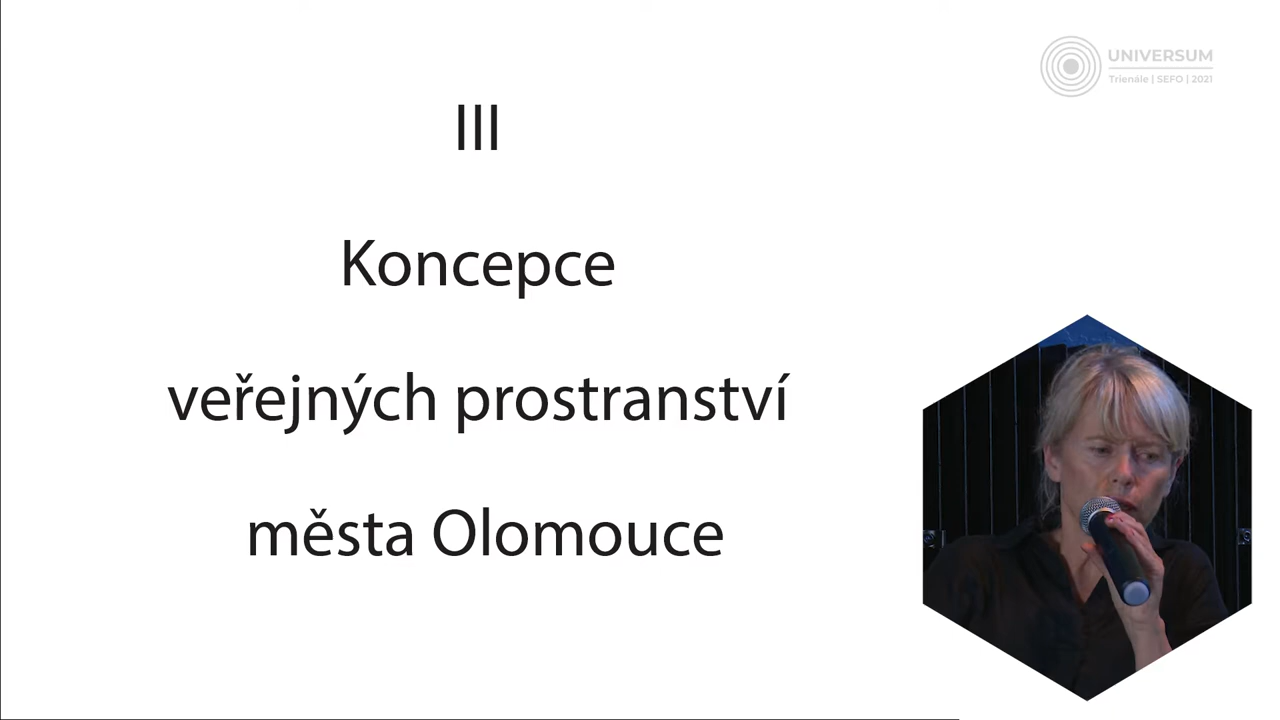 UNIVERSUM
Trienále | SEFO | 2021
III
Koncepce
veřejných prostranství
města Olomouce